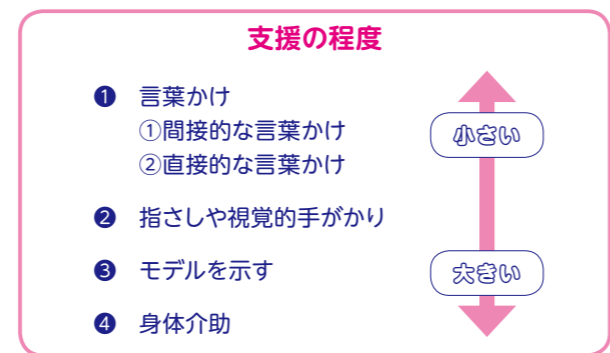 支援の程度
❶ 言葉かけ
①間接的な言葉かけ
②直接的な言葉かけ
❷ 指さしや視覚的手がかり
❸ モデルを示す
❹ 身体介助
小さい
大きい